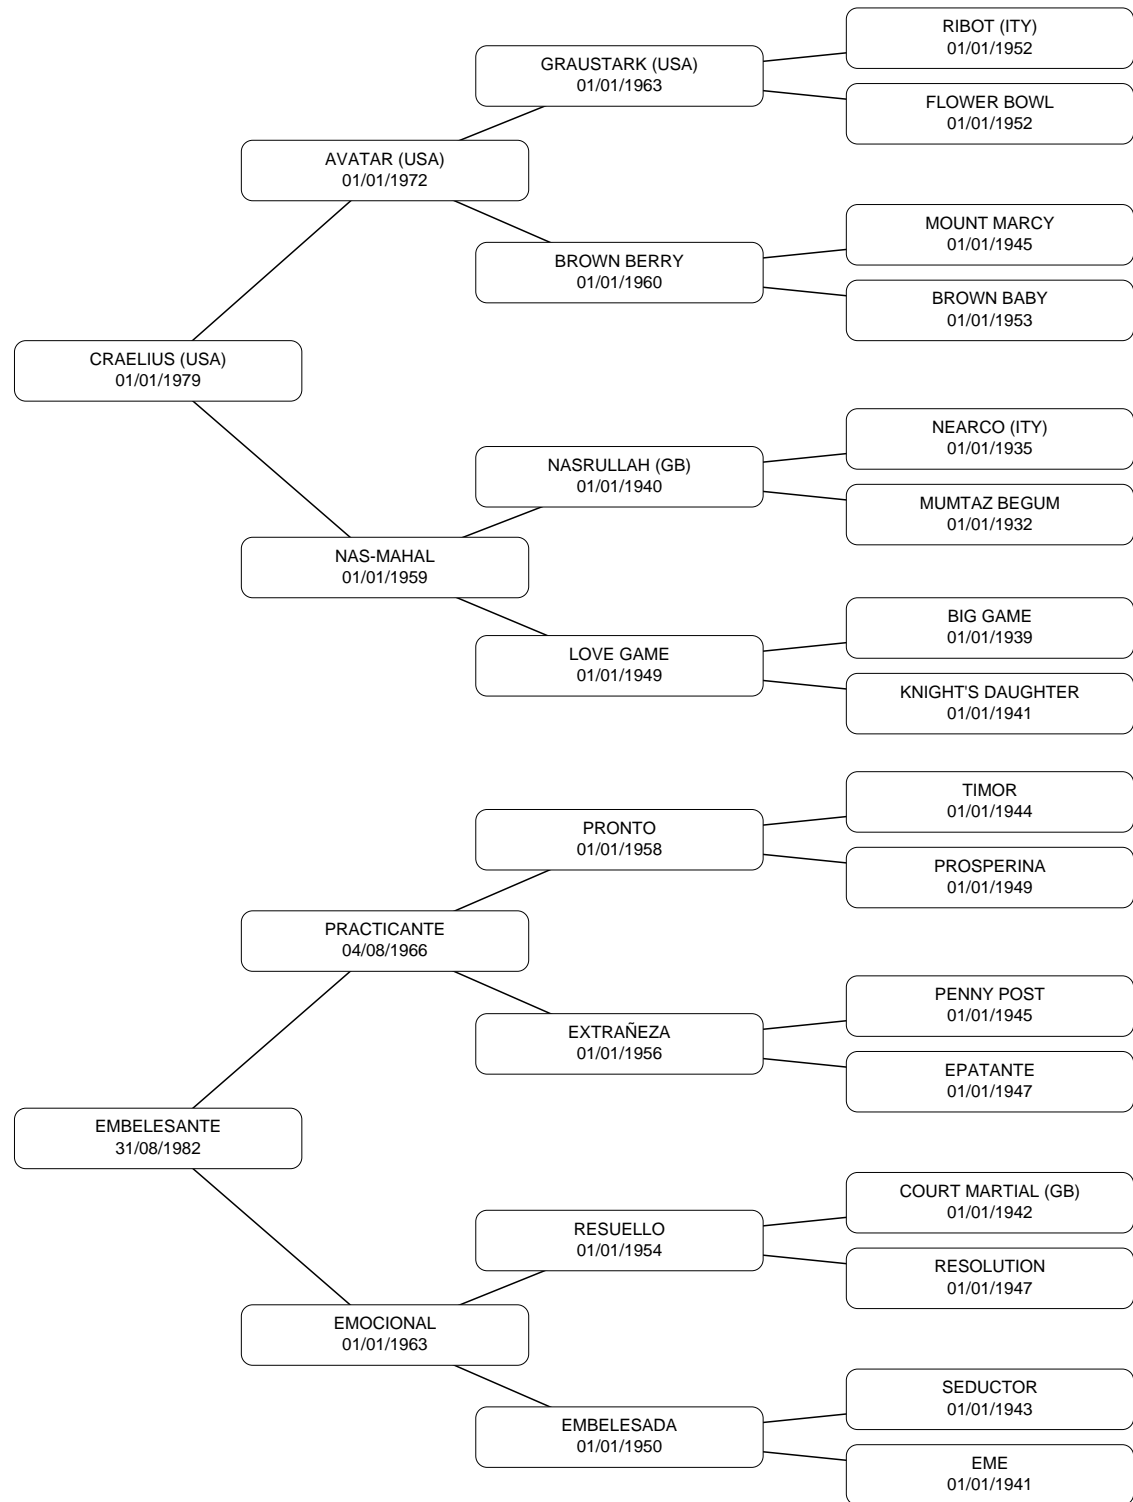 RIBOT (ITY)
01/01/1952
GRAUSTARK (USA)
01/01/1963
FLOWER BOWL
01/01/1952
AVATAR (USA)
01/01/1972
MOUNT MARCY
01/01/1945
BROWN BERRY
01/01/1960
BROWN BABY
01/01/1953
CRAELIUS (USA)
01/01/1979
NEARCO (ITY)
01/01/1935
NASRULLAH (GB)
01/01/1940
MUMTAZ BEGUM
01/01/1932
NAS-MAHAL
01/01/1959
BIG GAME
01/01/1939
LOVE GAME
01/01/1949
KNIGHT'S DAUGHTER
01/01/1941
TIMOR
01/01/1944
PRONTO
01/01/1958
PROSPERINA
01/01/1949
PRACTICANTE
04/08/1966
PENNY POST
01/01/1945
EXTRAÑEZA
01/01/1956
EPATANTE
01/01/1947
EMBELESANTE
31/08/1982
COURT MARTIAL (GB)
01/01/1942
RESUELLO
01/01/1954
RESOLUTION
01/01/1947
EMOCIONAL
01/01/1963
SEDUCTOR
01/01/1943
EMBELESADA
01/01/1950
EME
01/01/1941